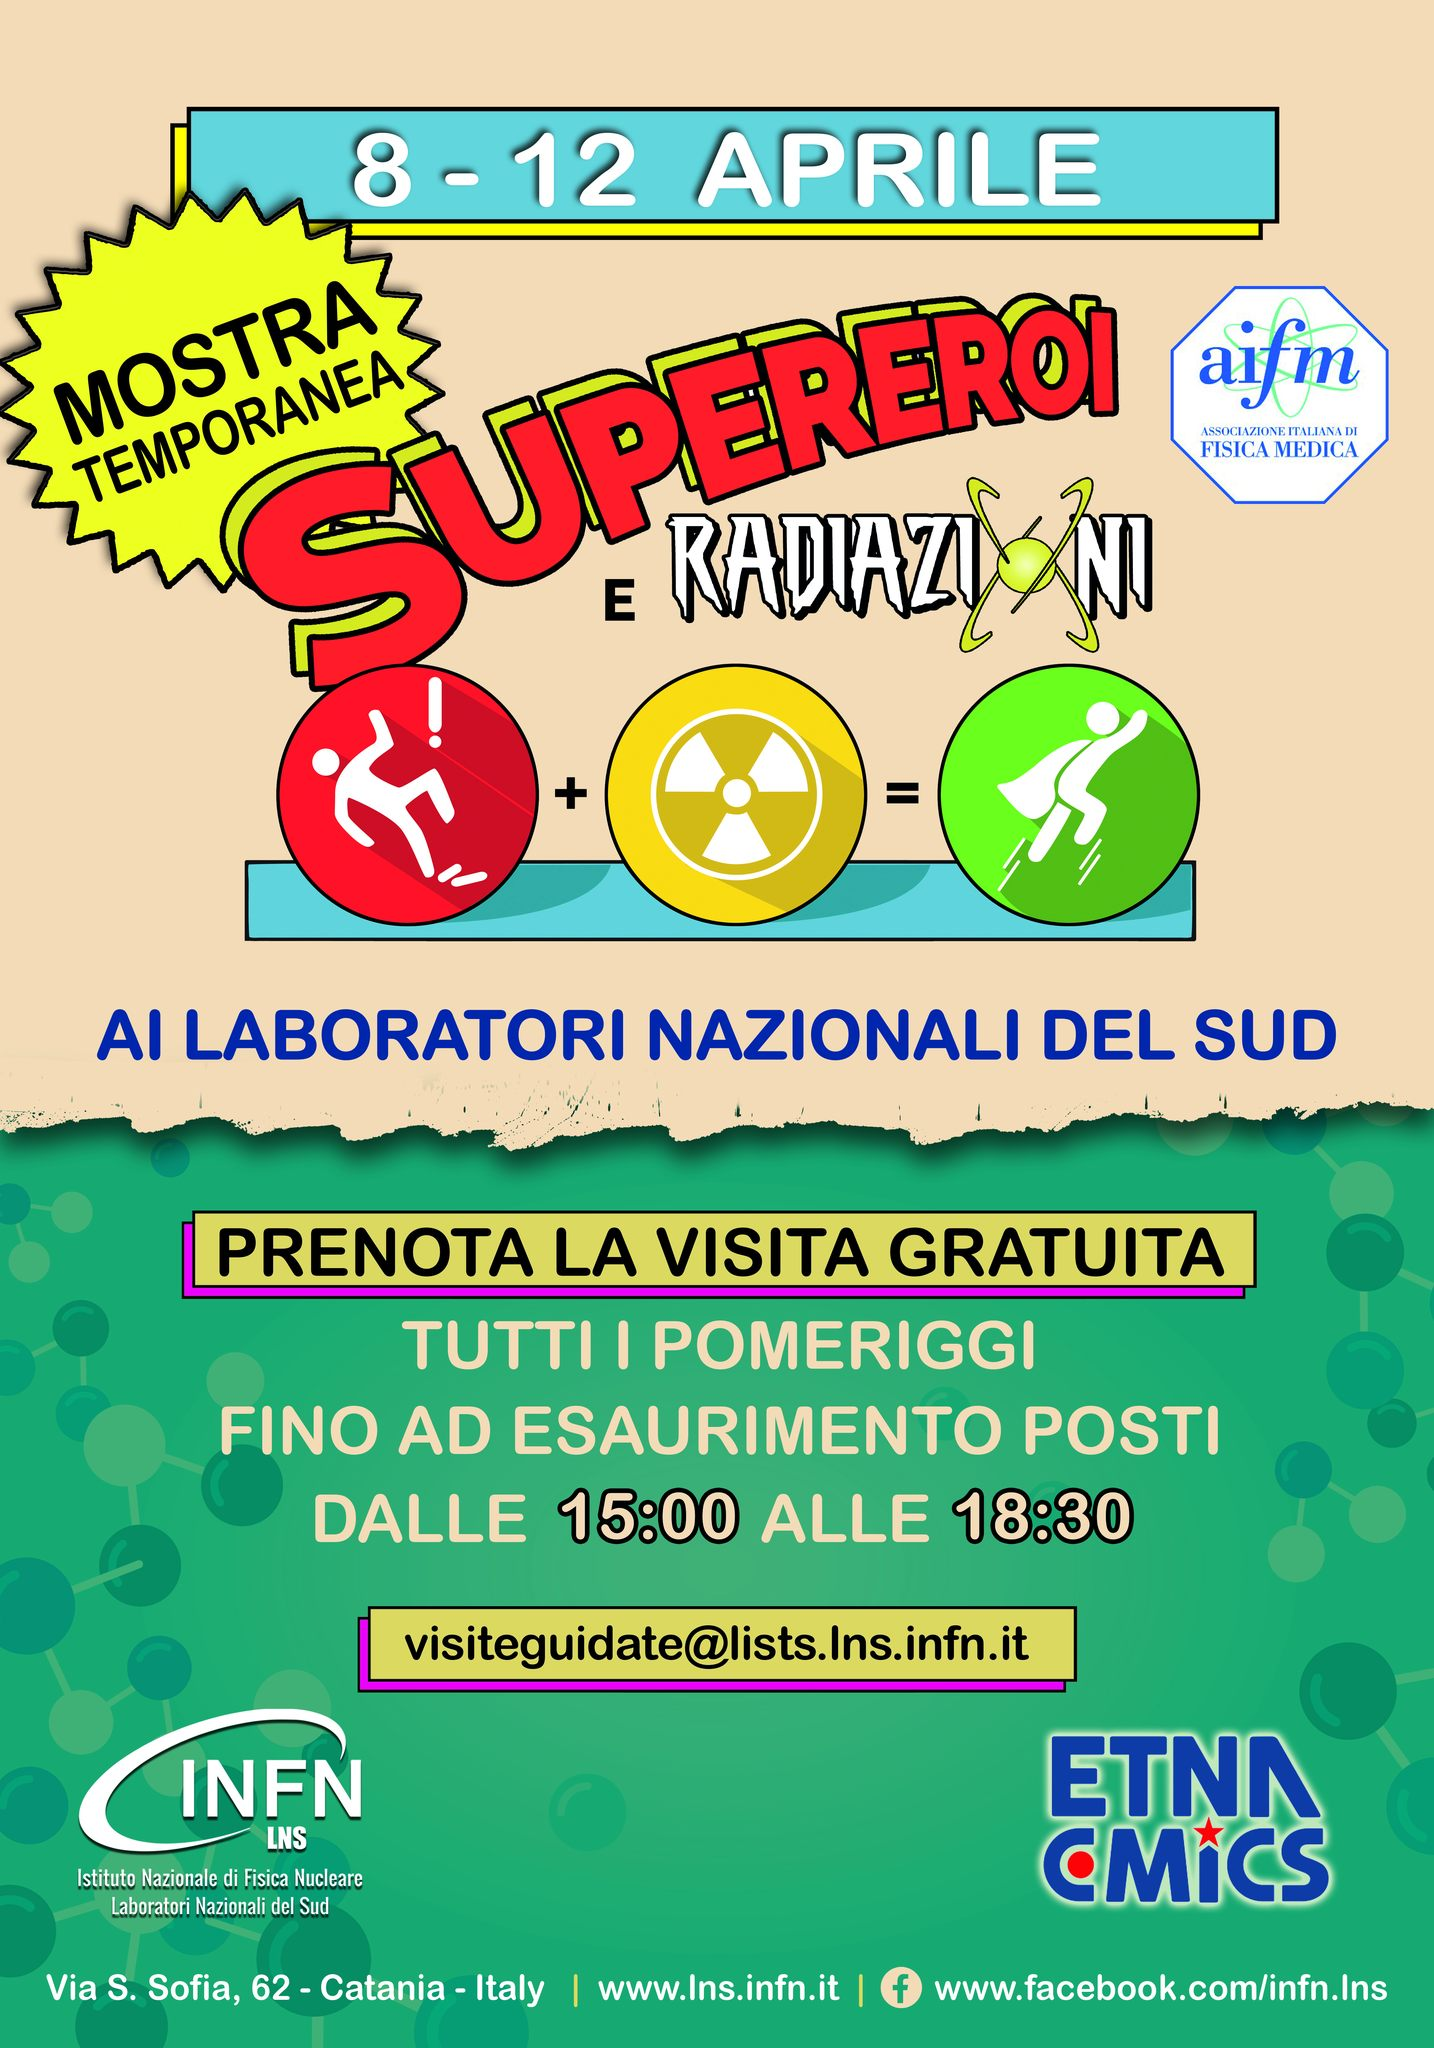 8 - 12 APRILE
MOSTRA
TEMPORANEA
SUPEREROI
E RADIAZIONI
aifm
ASSOCIAZIONE ITALIANA DI
FISICA MEDICA
! + =
AI LABORATORI NAZIONALI DEL SUD
PRENOTA LA VISITA GRATUITA
TUTTI I POMERIGGI
FINO AD ESAURIMENTO POSTI
DALLE 15:00 ALLE 18:30
visiteguidate@lists.lns.infn.it
INFN
LNS
Istituto Nazionale di Fisica Nucleare
Laboratori Nazionali del Sud
ETNA
COMICS
Via S. Sofia, 62 - Catania - Italy | www.lns.infn.it | f www.facebook.com/infn.lns